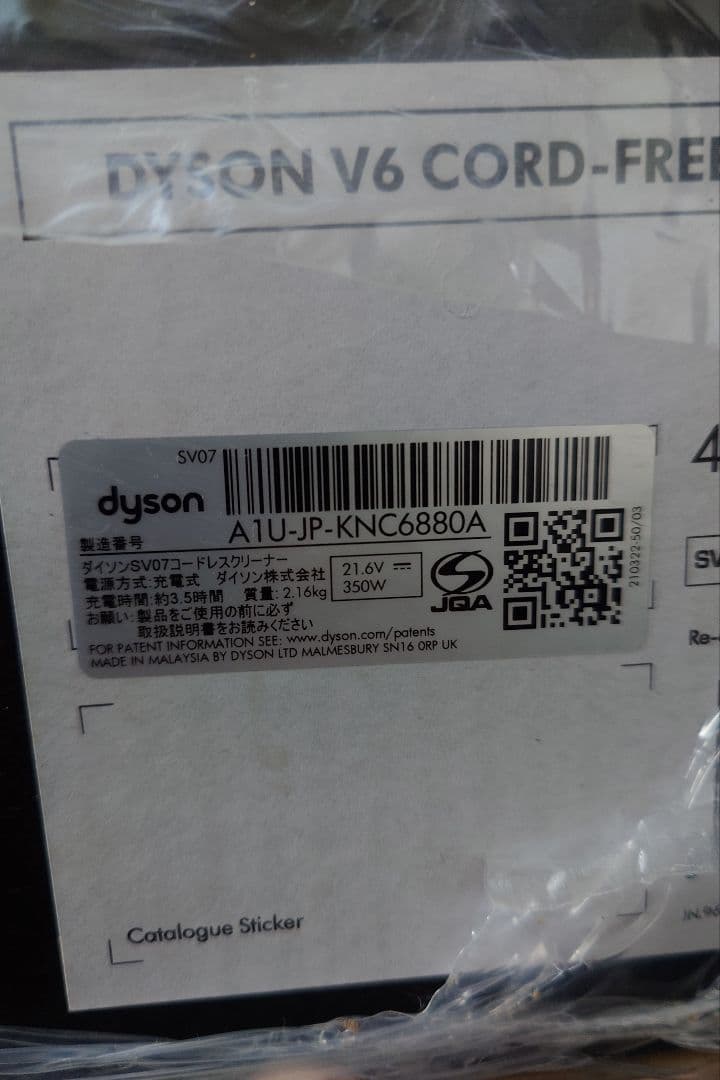 DYSON V6 CORD-FREE
SV07
dyson
製造番号
A1U-JP-KNC6880A
ダイソンSV07コードレスクリーナー
電源方式:充電式 ダイソン株式会社
充電時間:約3.5時間 質量: 2.16kg
お願い:製品をご使用の前に必ず
取扱説明書をお読みください
21.6V
350W
JQA
210322-50/03
FOR PATENT INFORMATION SEE: www.dyson.com/patents
MADE IN MALAYSIA BY DYSON LTD MALMESBURY SN16 0RP UK
4
SV
Re-
Catalogue Sticker